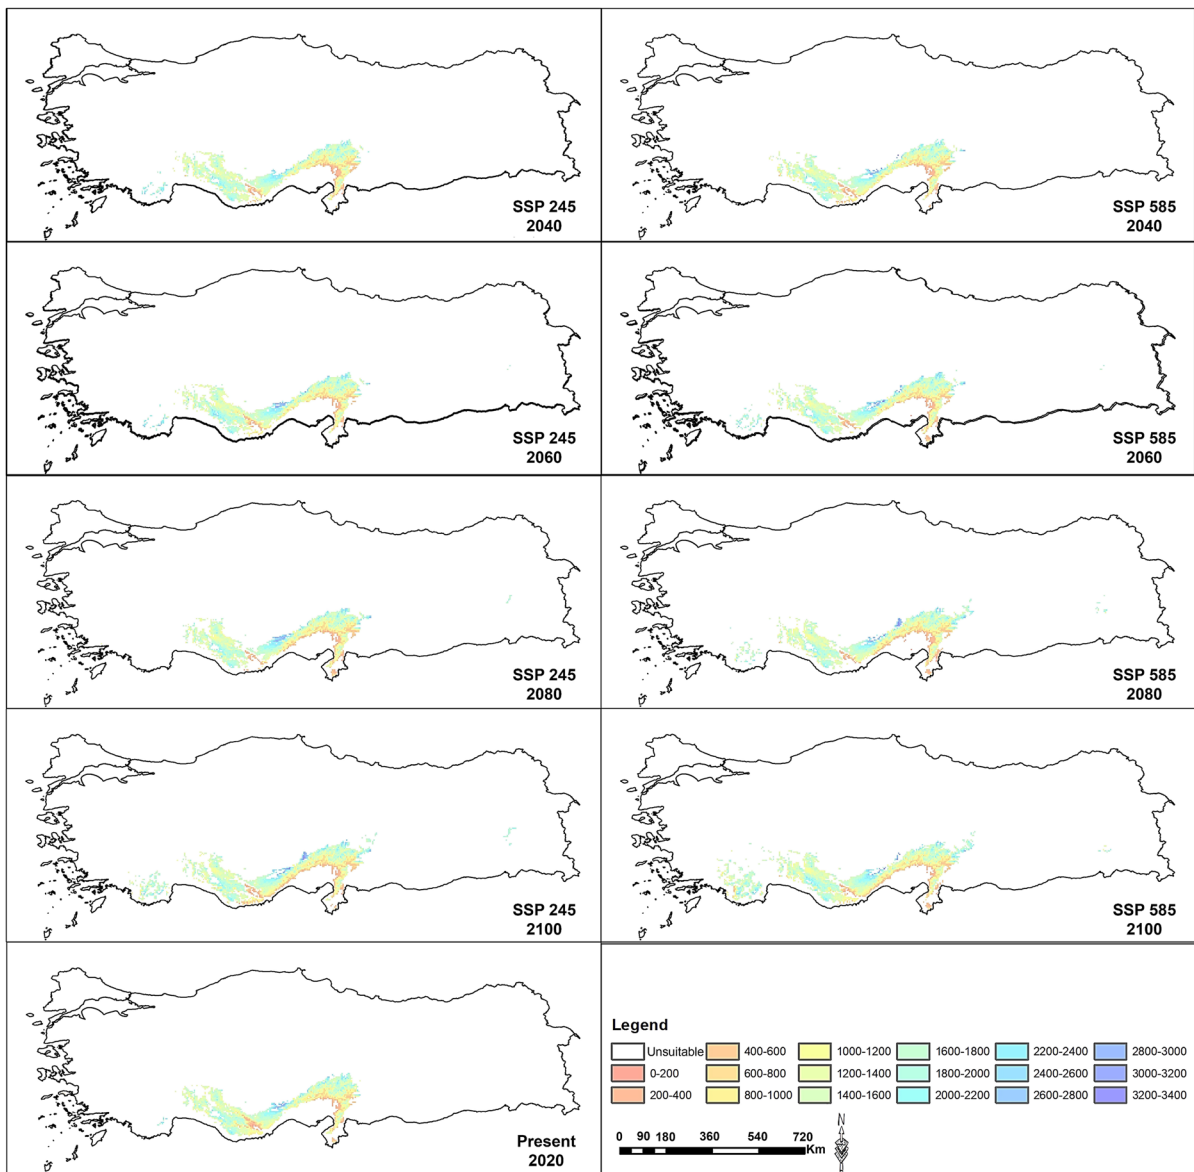 SSP 245
2040
SSP 585
2040
SSP 245
2060
SSP 585
2060
SSP 245
2080
SSP 585
2080
SSP 245
2100
SSP 585
2100
Present
2020
Legend
Unsuitable 400-600 1000-1200 1600-1800 2200-2400 2800-3000
0-200 600-800 1200-1400 1800-2000 2400-2600 3000-3200
200-400 800-1000 1400-1600 2000-2200 2600-2800 3200-3400
N
0 90 180 360 540 720
Km